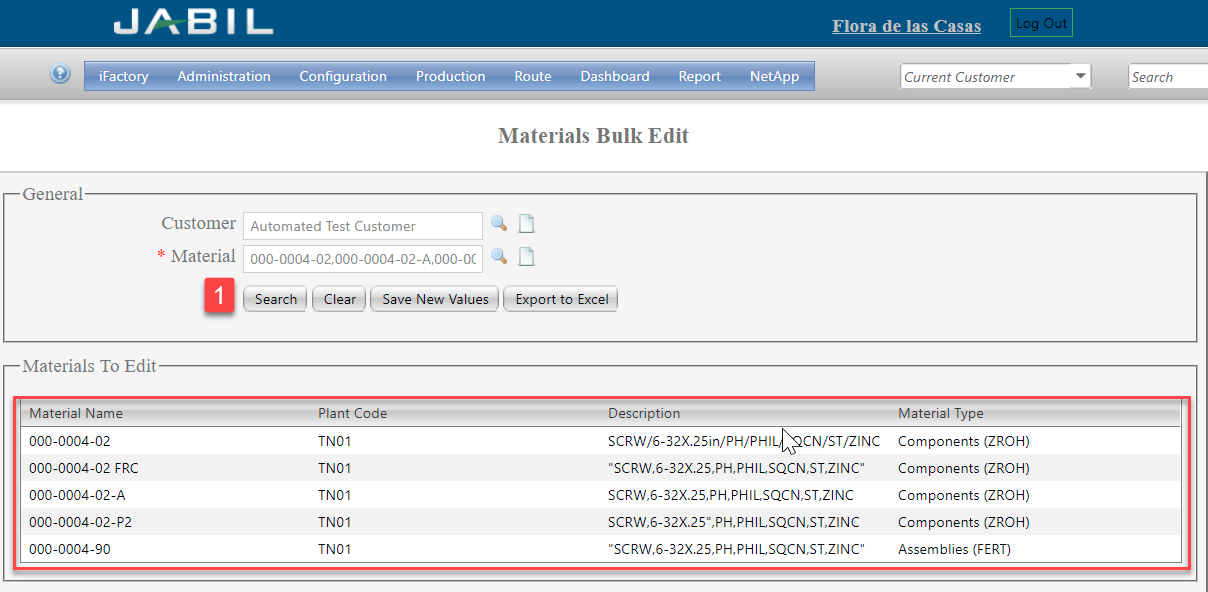 JABIL
Flora de las Casas
Log Out
iFactory Administration Configuration Production Route Dashboard Report NetApp
Current Customer
Search
Materials Bulk Edit
General
Customer Automated Test Customer
* Material 000-0004-02,000-0004-02-A,000-00
1 Search Clear Save New Values Export to Excel
Materials To Edit
Material Name Plant Code Description Material Type
000-0004-02 TN01 SCRW/6-32X.25in/PH/PHIL/SQCN/ST/ZINC Components (ZROH)
000-0004-02 FRC TN01 "SCRW,6-32X.25,PH,PHIL,SQCN,ST,ZINC" Components (ZROH)
000-0004-02-A TN01 SCRW,6-32X.25,PH,PHIL,SQCN,ST,ZINC Components (ZROH)
000-0004-02-P2 TN01 SCRW,6-32X.25",PH,PHIL,SQCN,ST,ZINC Components (ZROH)
000-0004-90 TN01 "SCRW,6-32X.25,PH,PHIL,SQCN,ST,ZINC" Assemblies (FERT)